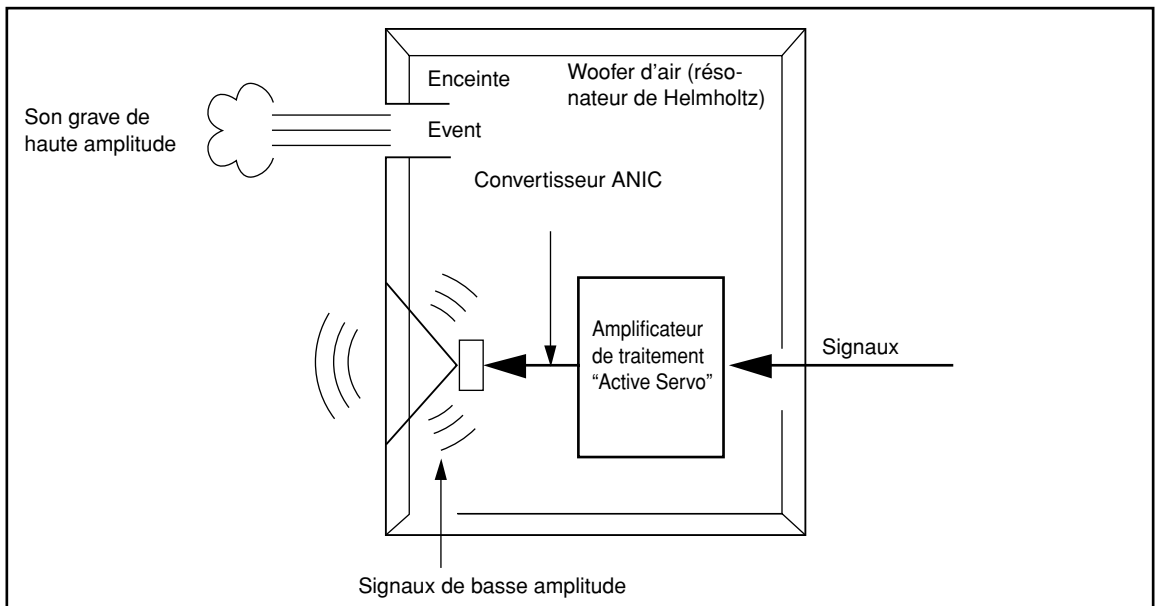 Enceinte
Woofer d'air (réso-
nateur de Helmholtz)
Son grave de
haute amplitude
Event
Convertisseur ANIC
Amplificateur
de traitement
“Active Servo”
Signaux
Signaux de basse amplitude